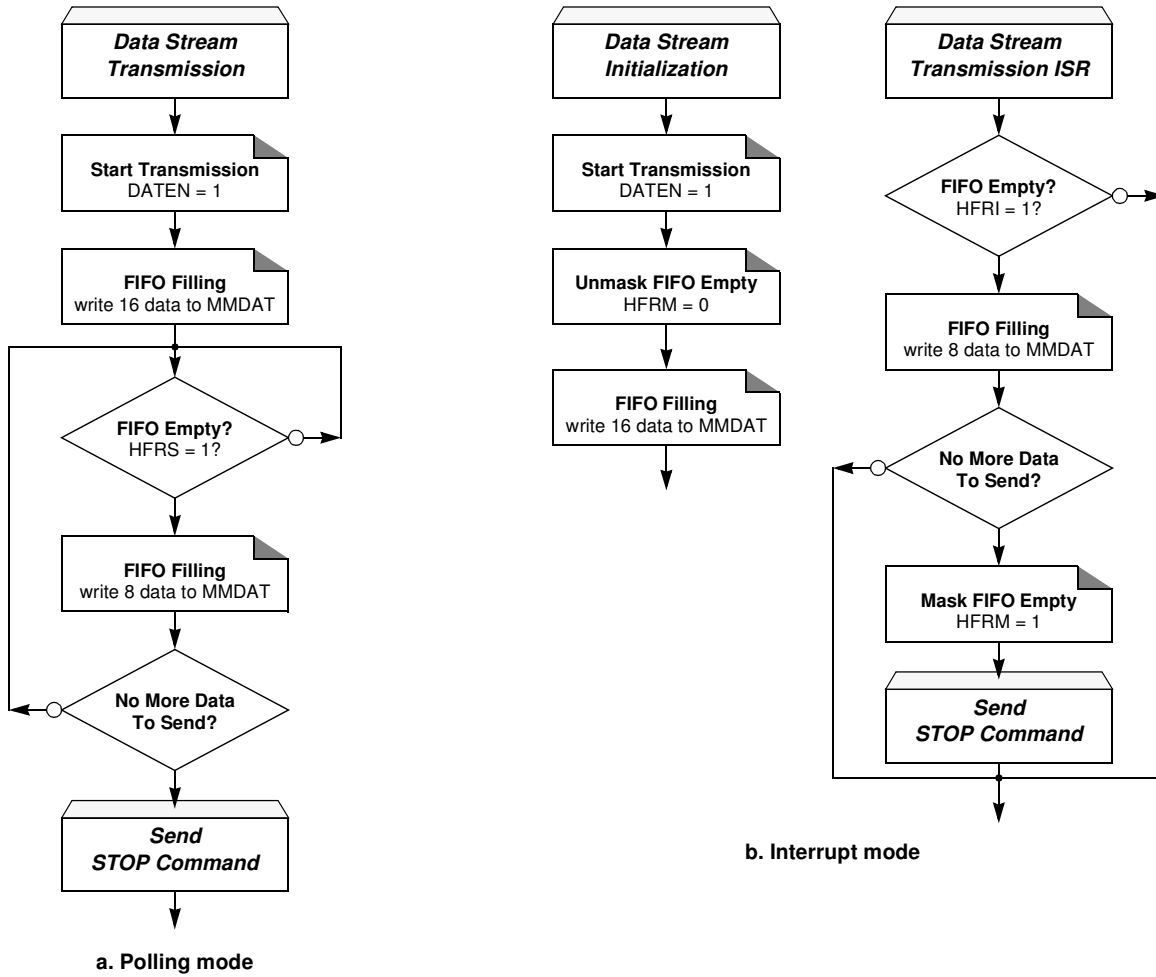 Data Stream
Transmission
Start Transmission
DATEN = 1
FIFO Filling
write 16 data to MMDAT
FIFO Empty?
HFRS = 1?
FIFO Filling
write 8 data to MMDAT
No More Data
To Send?
Send
STOP Command
a. Polling mode
Data Stream
Initialization
Start Transmission
DATEN = 1
Unmask FIFO Empty
HFRM = 0
FIFO Filling
write 16 data to MMDAT
Data Stream
Transmission ISR
FIFO Empty?
HFRI = 1?
FIFO Filling
write 8 data to MMDAT
No More Data
To Send?
Mask FIFO Empty
HFRM = 1
Send
STOP Command
b. Interrupt mode